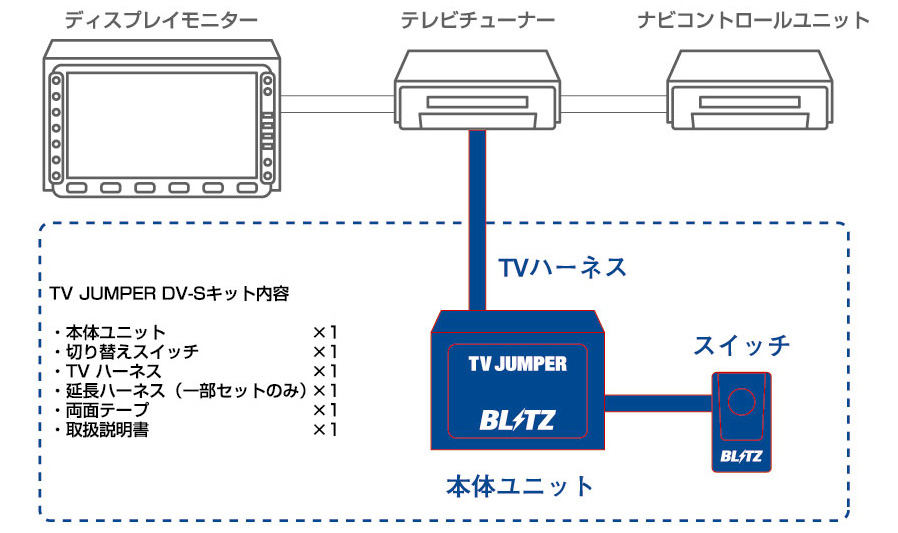 ディスプレイモニター
テレビチューナー
ナビコントロールユニット
TVハーネス
TV JUMPER DV-Sキット内容
・本体ユニット ×1
・切り替えスイッチ ×1
・TV ハーネス ×1
・延長ハーネス（一部セットのみ）×1
・両面テープ ×1
・取扱説明書 ×1
TV JUMPER
BLITZ
本体ユニット
スイッチ
BLITZ